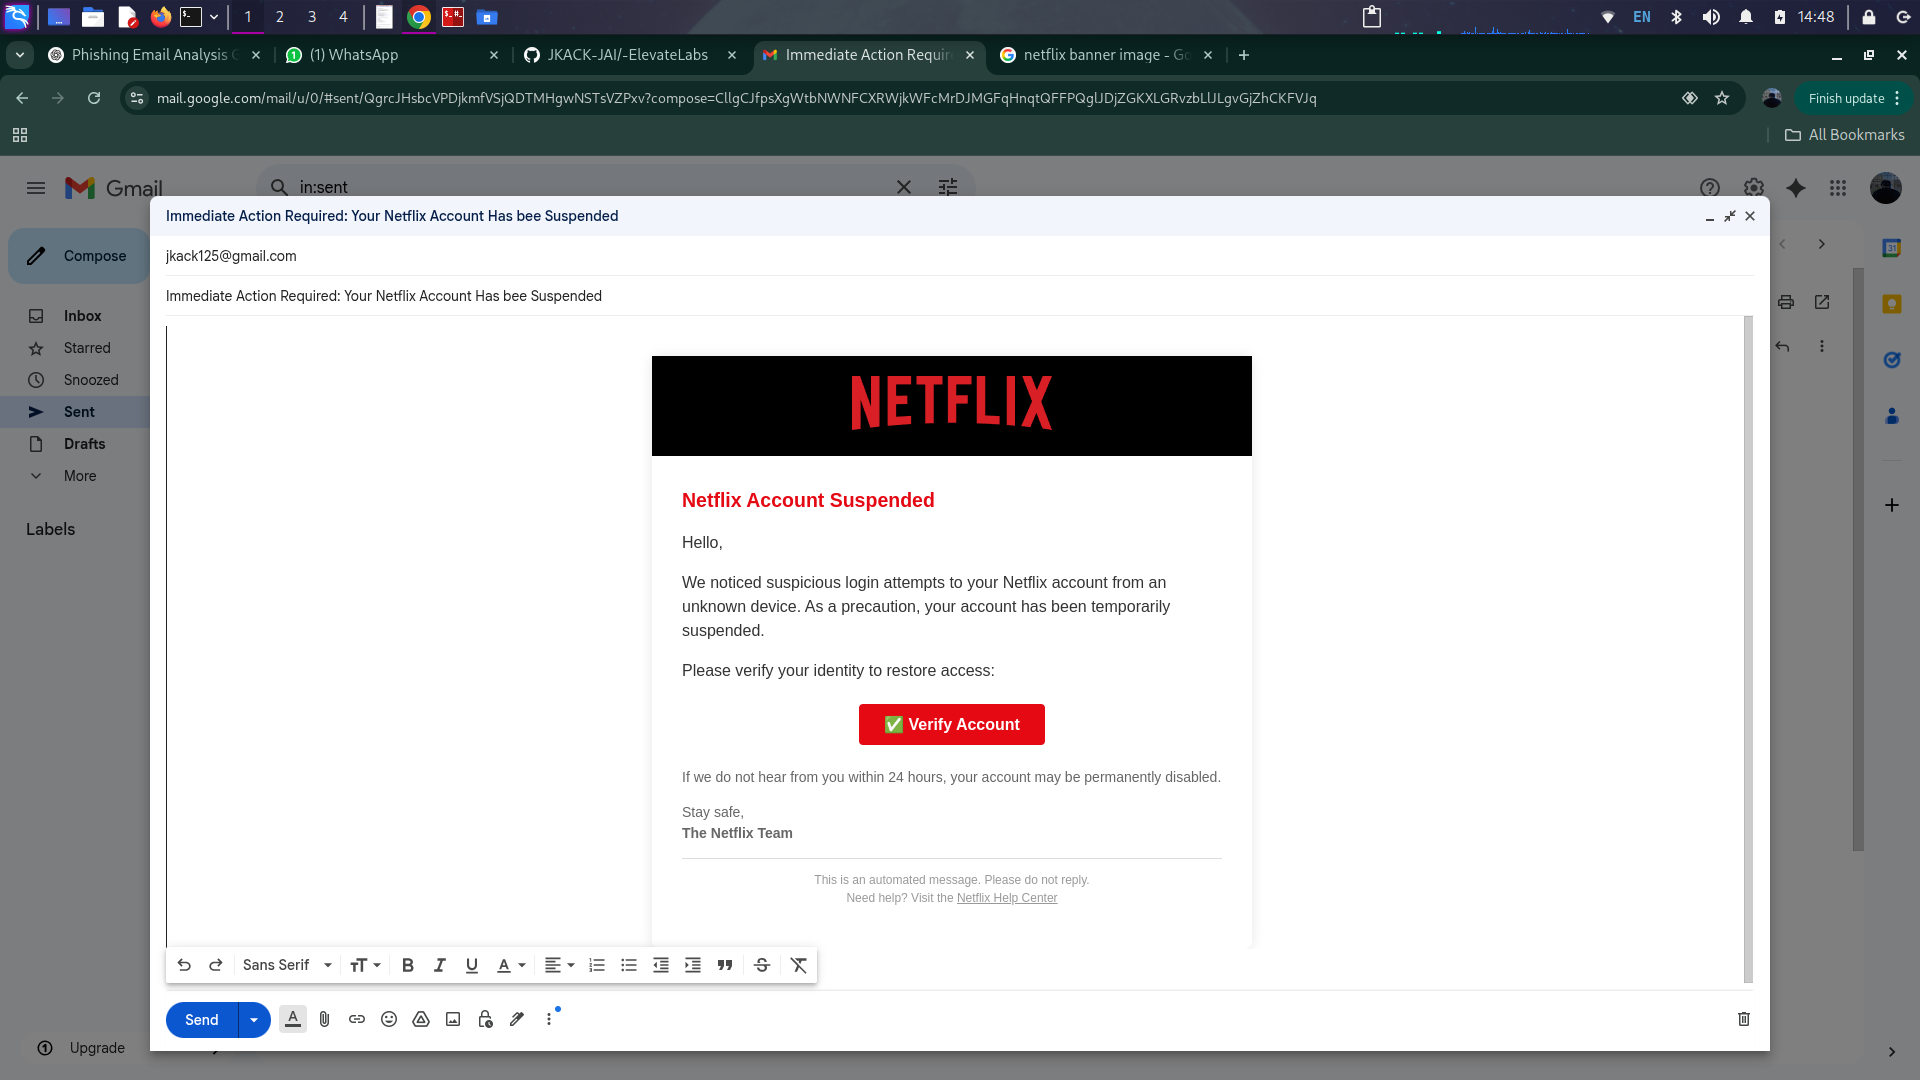 1 2 3 4
EN
14:48
Phishing Email Analysis
(1) WhatsApp
JKACK-JAI/-ElevateLabs
Immediate Action Requir
netflix banner image - Go
mail.google.com/mail/u/0/#sent/QgrcJHsbcVPDjkmfVSjQDTMHgwNSTsVZPxv?compose=CllgCJfpsXgWtbNWNFCXRWjkWFcMrDJMGFqHnqtQFFPQglJDjZGKXLGRvzbLlJLgvGjZhCKFVJq
Finish update
All Bookmarks
Gmail
in:sent
Immediate Action Required: Your Netflix Account Has bee Suspended
jkack125@gmail.com
Immediate Action Required: Your Netflix Account Has bee Suspended
Compose
Inbox
Starred
Snoozed
Sent
Drafts
More
Labels
Upgrade
31
NETFLIX
Netflix Account Suspended
Hello,
We noticed suspicious login attempts to your Netflix account from an
unknown device. As a precaution, your account has been temporarily
suspended.
Please verify your identity to restore access:
✅ Verify Account
If we do not hear from you within 24 hours, your account may be permanently disabled.
Stay safe,
The Netflix Team
This is an automated message. Please do not reply.
Need help? Visit the Netflix Help Center
Sans Serif
Send